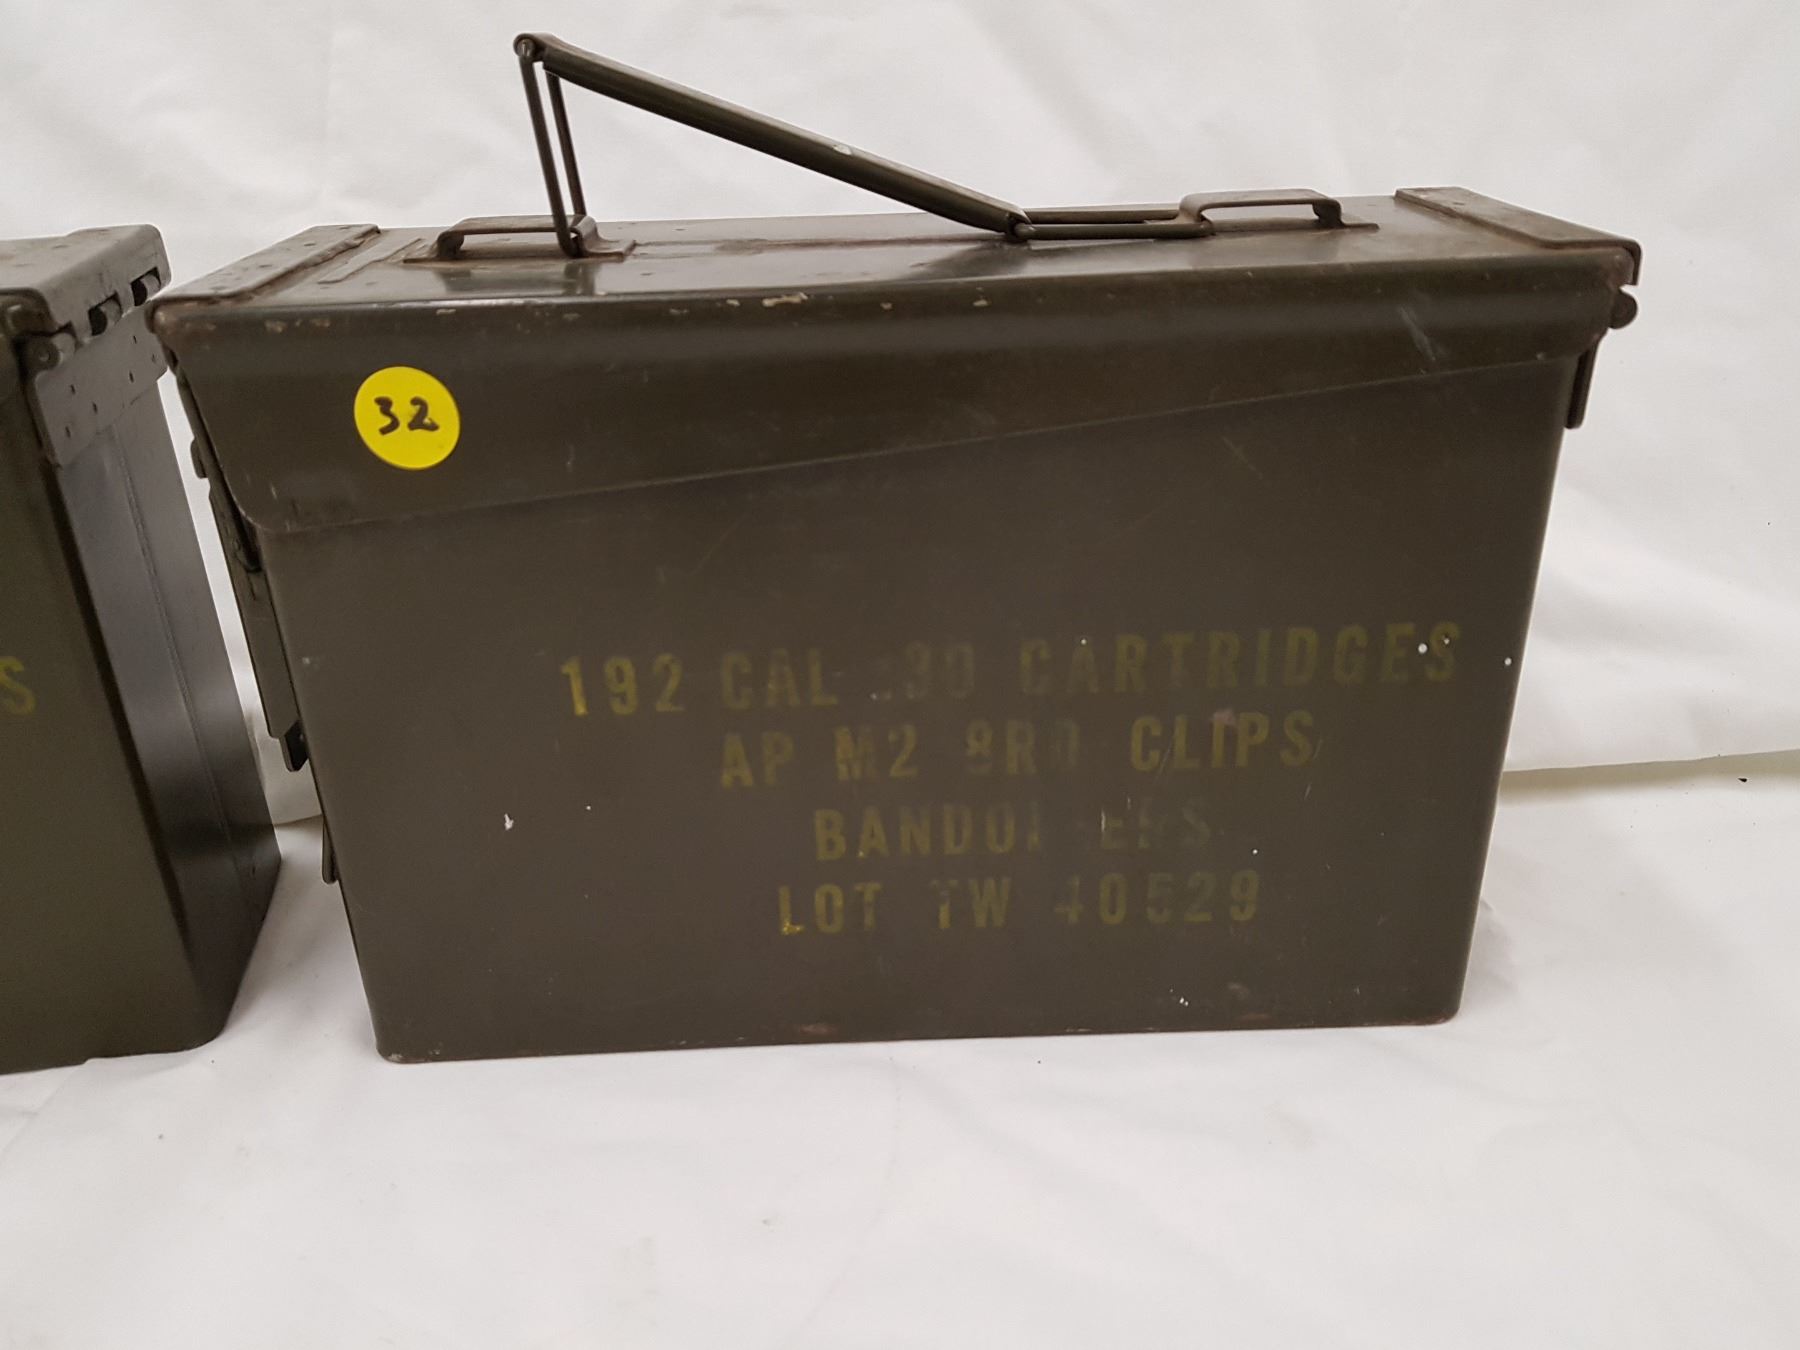 32
S
192 CAL .30 CARTRIDGES
AP M2 8RD CLIPS
BANDOLEERS
LOT TW 40529